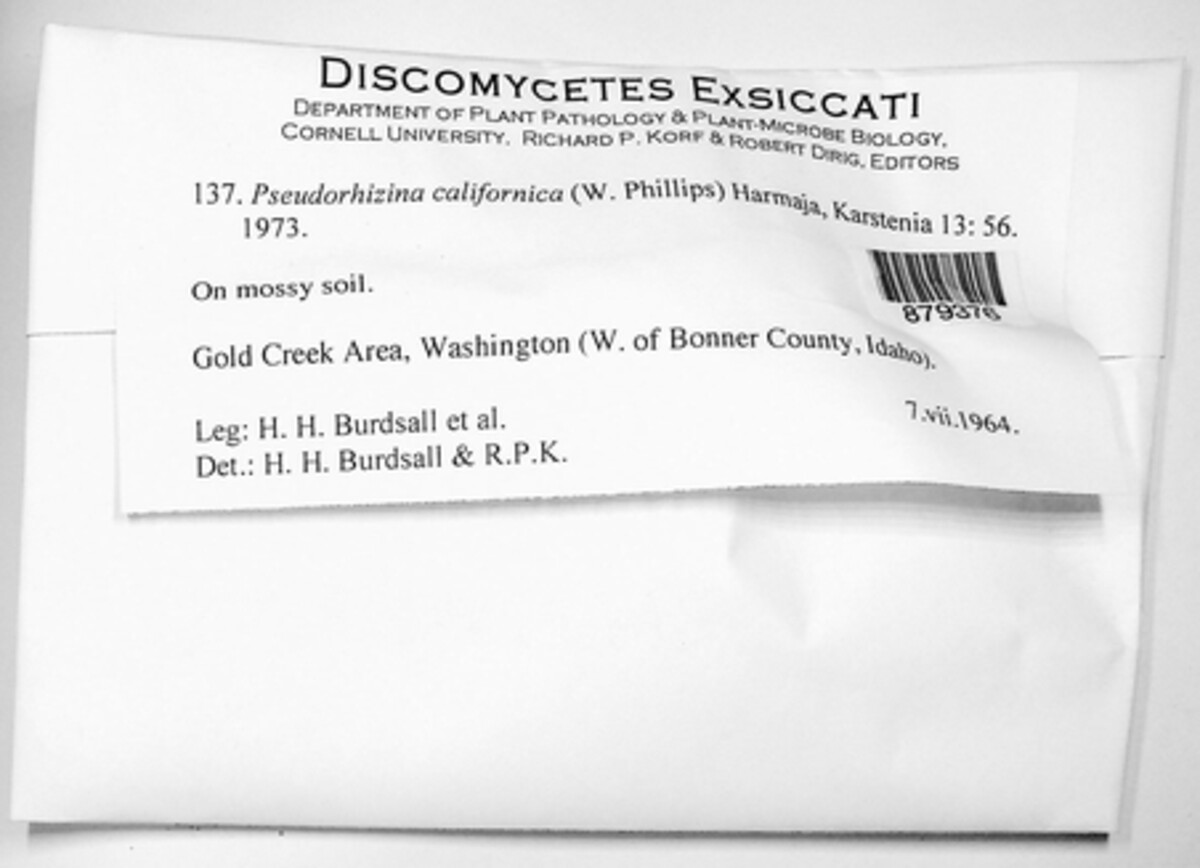 DISCOMYCETES EXSICCATI
DEPARTMENT OF PLANT PATHOLOGY & PLANT-MICROBE BIOLOGY,
CORNELL UNIVERSITY, RICHARD P. KORF & ROBERT DIRIG, EDITORS
137. Pseudorhizina californica (W. Phillips) Harmaja, Karstenia 13: 56.
1973.
On mossy soil.
879376
Gold Creek Area, Washington (W. of Bonner County, Idaho).
7.vii.1964.
Leg: H. H. Burdsall et al.
Det.: H. H. Burdsall & R.P.K.